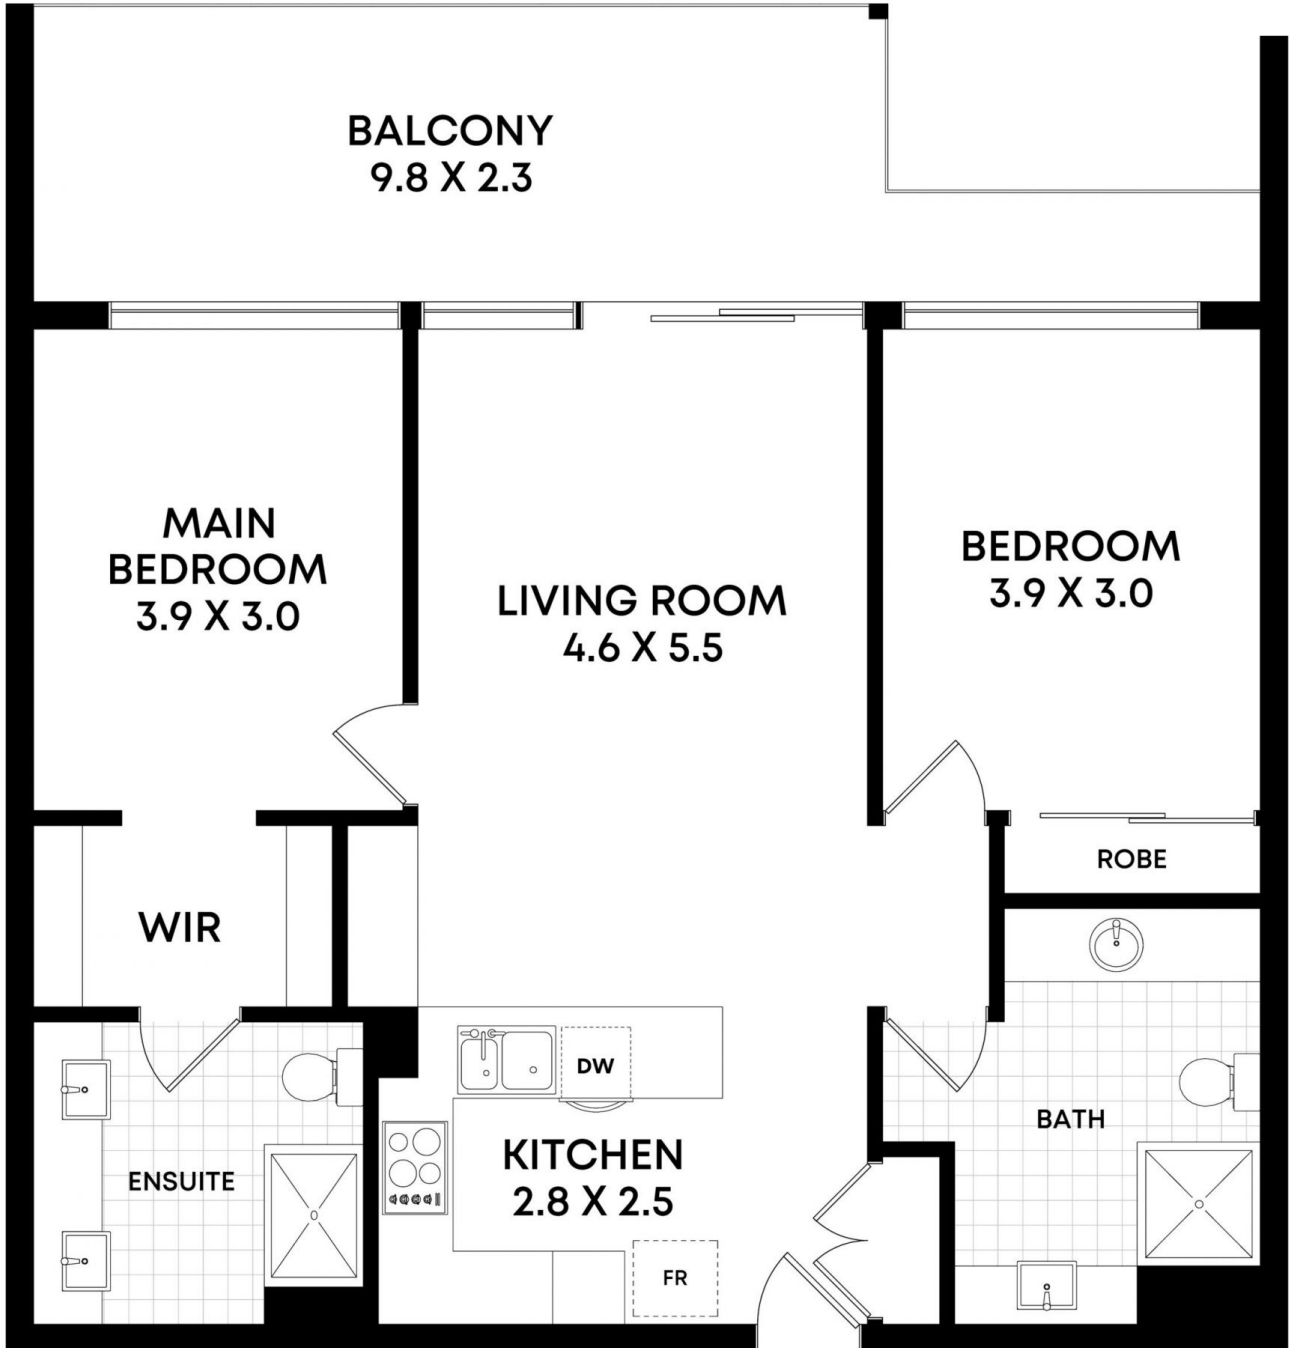 BALCONY
9.8 X 2.3
MAIN
BEDROOM
3.9 X 3.0
LIVING ROOM
4.6 X 5.5
BEDROOM
3.9 X 3.0
ROBE
WIR
DW
BATH
ENSUITE
KITCHEN
2.8 X 2.5
FR